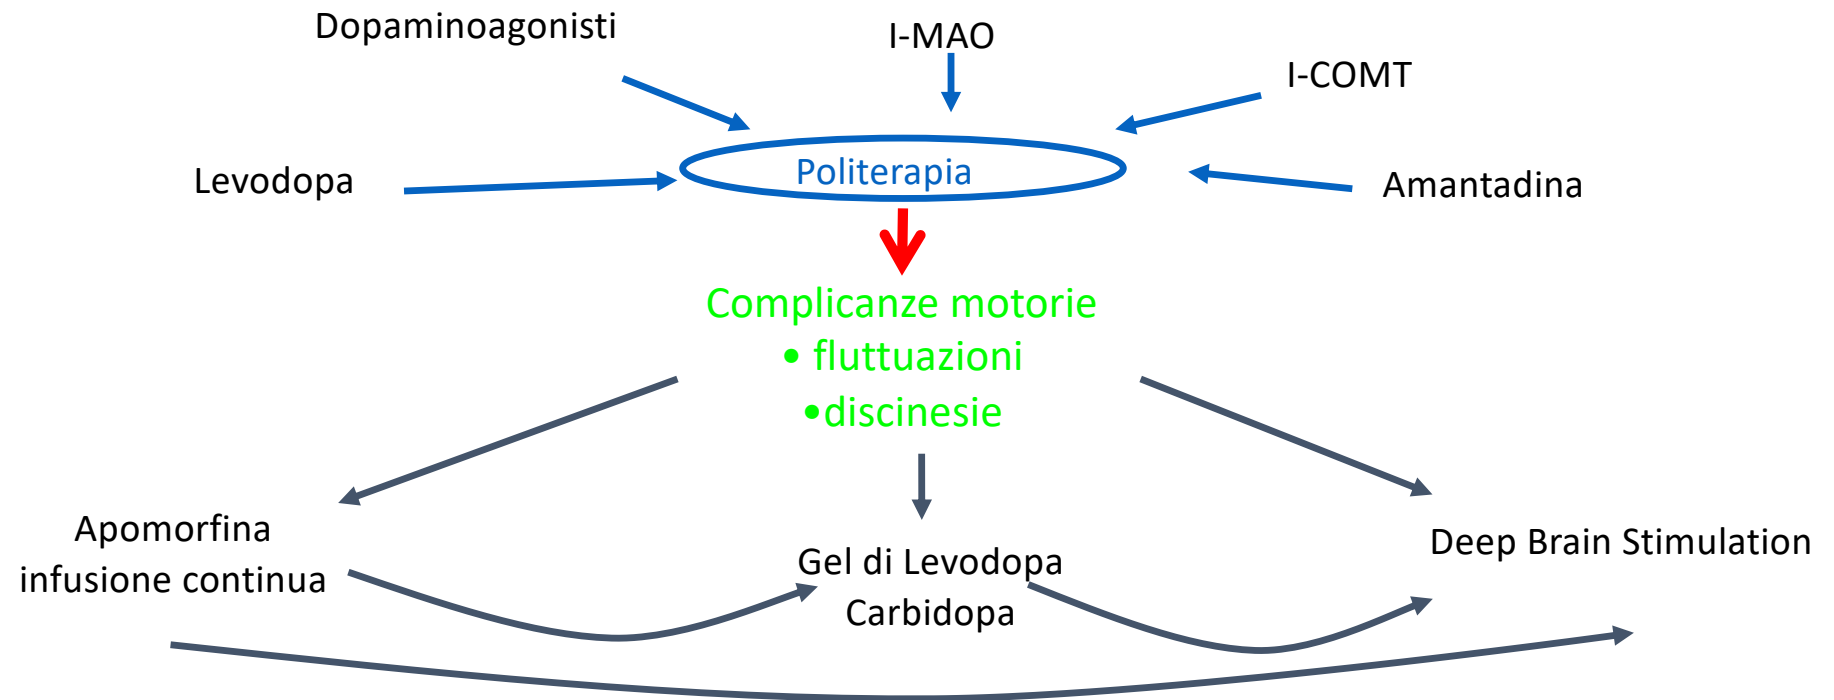 Dopaminoagonisti
I-MAO
I-COMT
Levodopa
Politerapia
Amantadina
Complicanze motorie
• fluttuazioni
•discinesie
Apomorfina
infusione continua
Gel di Levodopa
Carbidopa
Deep Brain Stimulation